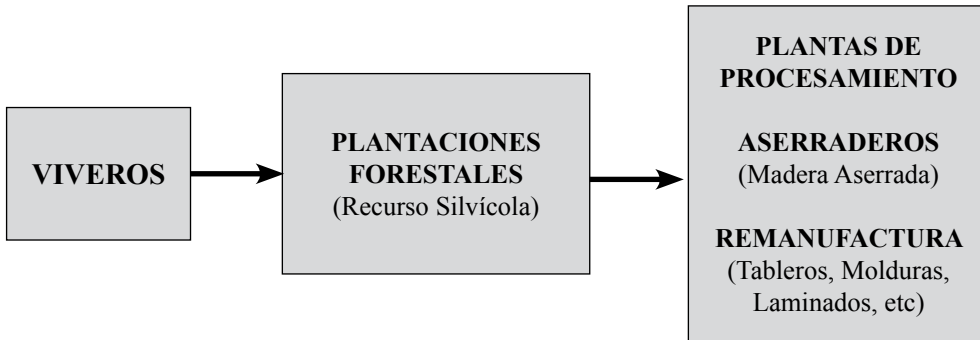 VIVEROS
PLANTACIONES
FORESTALES
(Recurso Silvícola)
PLANTAS DE
PROCESAMIENTO
ASERRADEROS
(Madera Aserrada)
REMANUFACTURA
(Tableros, Molduras,
Laminados, etc)